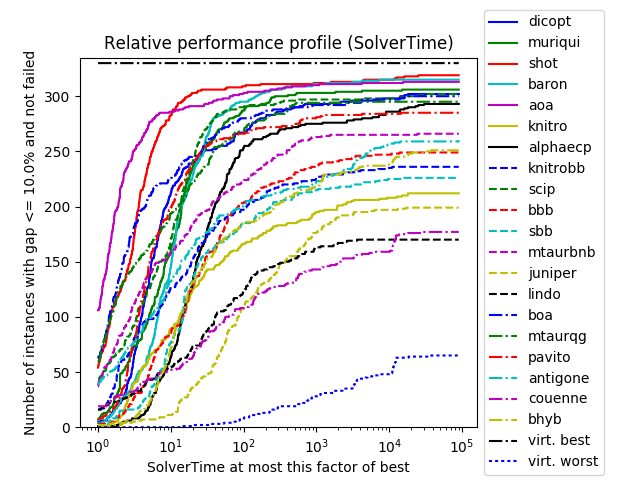 Relative performance profile (SolverTime)
Number of instances with gap <= 10.0% and not failed
300
250
200
150
100
50
0
10^0
10^1
10^2
10^3
10^4
10^5
SolverTime at most this factor of best
dicopt
muriqui
shot
baron
aoa
knitro
alphaecp
knitrobb
scip
bbb
sbb
mtaurbnb
juniper
lindo
boa
mtaurqg
pavito
antigone
couenne
bhyb
virt. best
virt. worst